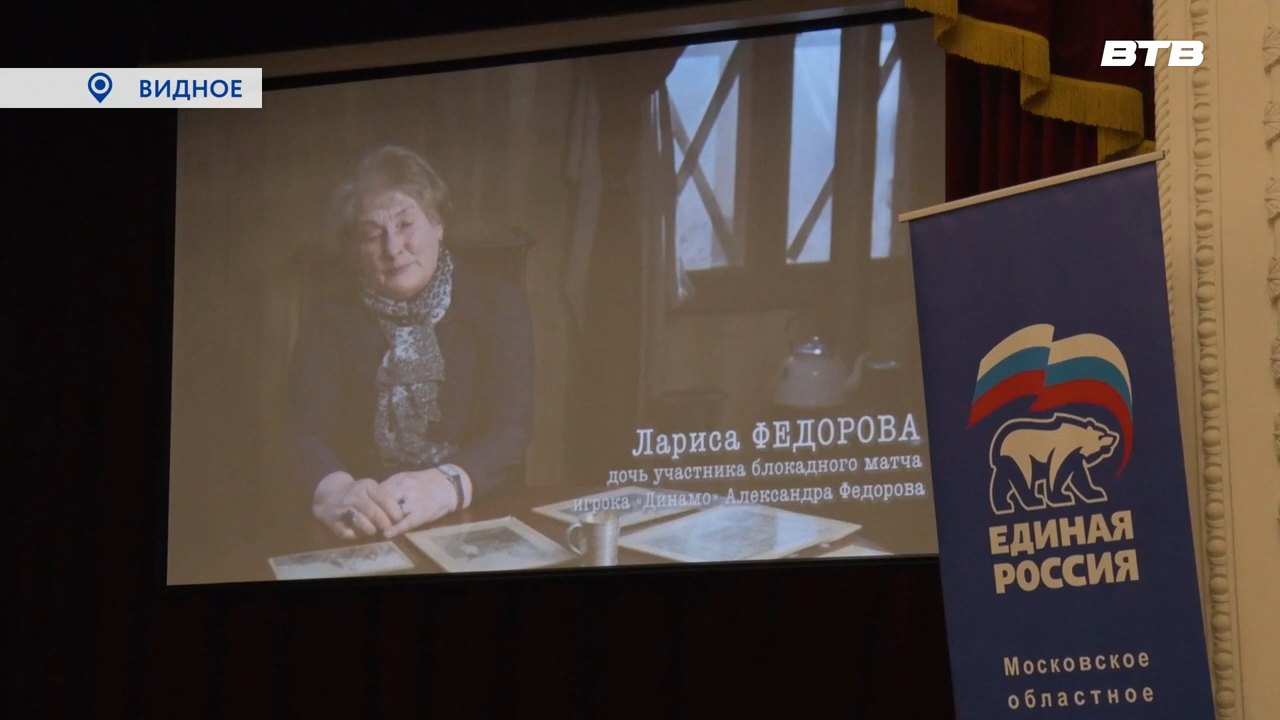 ВТВ
ВИДНОЕ
Лариса ФЕДОРОВА
дочь участника блокадного матча
игрока «Динамо» Александра Федорова
ЕДИНАЯ
РОССИЯ
Московское
областное